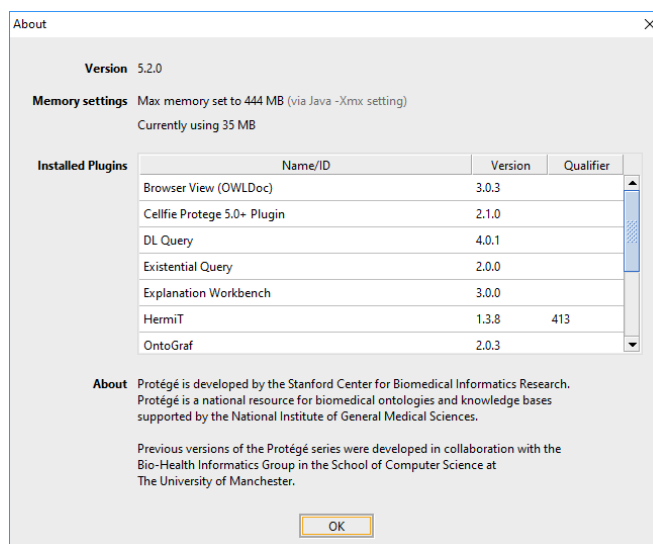 About
Version 5.2.0
Memory settings Max memory set to 444 MB (via Java -Xmx setting)
Currently using 35 MB
Installed Plugins Name/ID Version Qualifier
Browser View (OWLDoc) 3.0.3
Cellfie Protege 5.0+ Plugin 2.1.0
DL Query 4.0.1
Existential Query 2.0.0
Explanation Workbench 3.0.0
HermiT 1.3.8 413
OntoGraf 2.0.3
About Protégé is developed by the Stanford Center for Biomedical Informatics Research.
Protégé is a national resource for biomedical ontologies and knowledge bases
supported by the National Institute of General Medical Sciences.
Previous versions of the Protégé series were developed in collaboration with the
Bio-Health Informatics Group in the School of Computer Science at
The University of Manchester.
OK